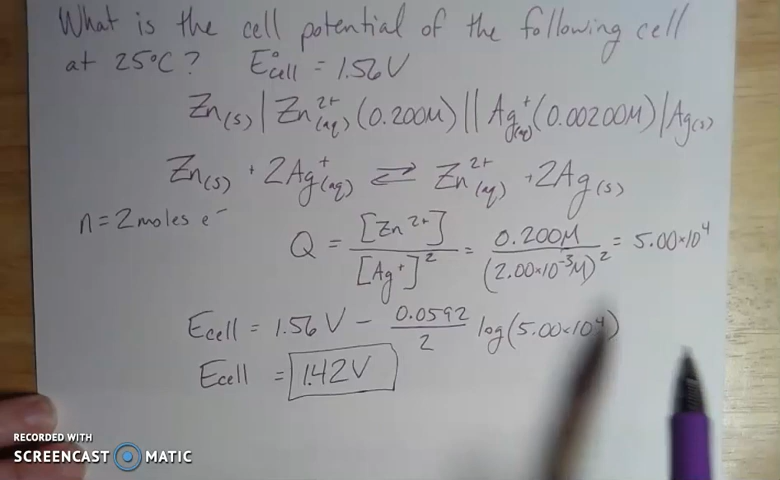 What is the cell potential of the following cell
at 25°C? E°cell = 1.56V
Zn(s) | Zn²⁺(aq) (0.200M) || Ag⁺(aq) (0.00200M) | Ag(s)
Zn(s) + 2Ag⁺(aq) ⇄ Zn²⁺(aq) + 2Ag(s)
n = 2 moles e⁻
Q = [Zn²⁺] / [Ag⁺]² = 0.200M / (2.00×10⁻³M)² = 5.00×10⁴
Ecell = 1.56 V − 0.0592 / 2 log(5.00×10⁴)
Ecell = 1.42V
RECORDED WITH
SCREENCAST MATIC